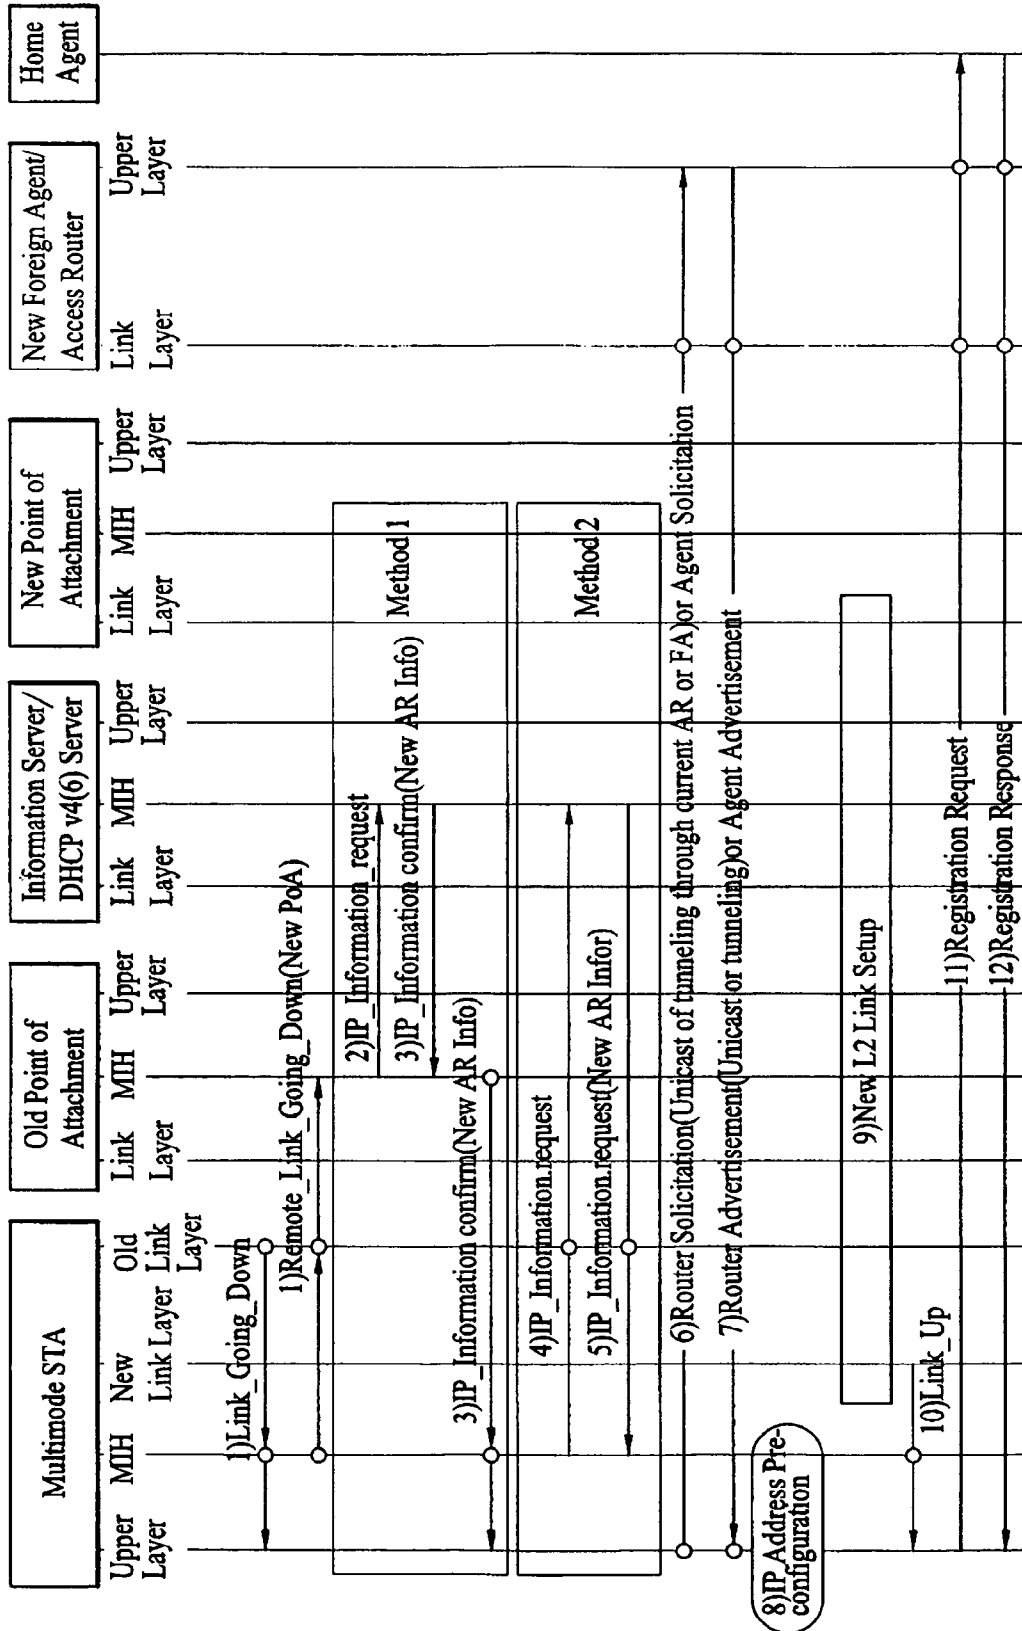 Multimode STA
Old Point of
Attachment
Information Server/
DHCP v4(6) Server
New Point of
Attachment
New Foreign Agent/
Access Router
Home
Agent
Upper
Layer
MIH
New
Link Layer
Old
Link
Layer
Link
Layer
MIH
Upper
Layer
Link
Layer
MIH
Upper
Layer
Link
Layer
MIH
Upper
Layer
Link
Layer
Upper
Layer
1)Link_Going_Down
1)Remote_Link_Going_Down(New PoA)
2)IP_Information_request
3)IP_Information confirm(New AR Info)
Method 1
3)IP_Information confirm(New AR Info)
4)IP_Information.request
Method 2
5)IP_Information.request(New AR Infor)
6)Router Solicitation(Unicast of tunneling through current AR or FA)or Agent Solicitation
7)Router Advertisement(Unicast or tunneling)or Agent Advertisement
8)IP Address Pre-
configuration
9)New L2 Link Setup
10)Link_Up
11)Registration Request
12)Registration Response